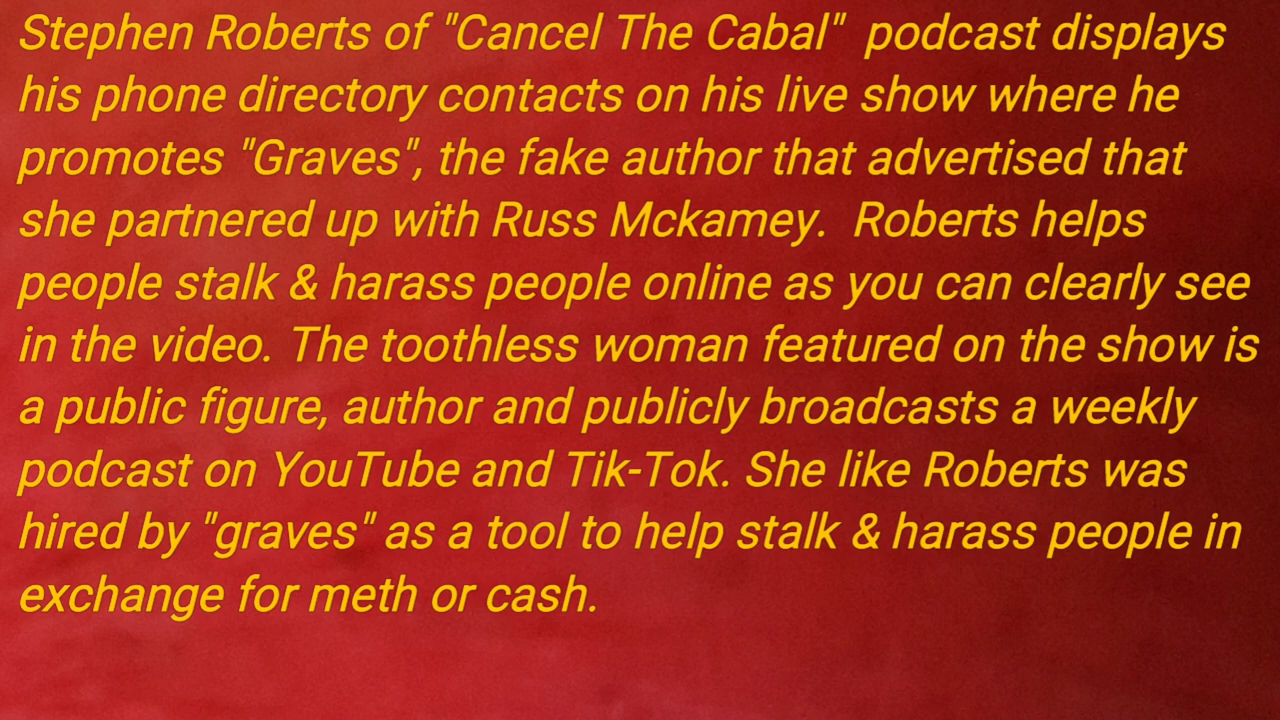 Stephen Roberts of "Cancel The Cabal"  podcast displays
his phone directory contacts on his live show where he
promotes "Graves", the fake author that advertised that
she partnered up with Russ Mckamey.  Roberts helps
people stalk & harass people online as you can clearly see
in the video. The toothless woman featured on the show is
a public figure, author and publicly broadcasts a weekly
podcast on YouTube and Tik-Tok. She like Roberts was
hired by "graves" as a tool to help stalk & harass people in
exchange for meth or cash.